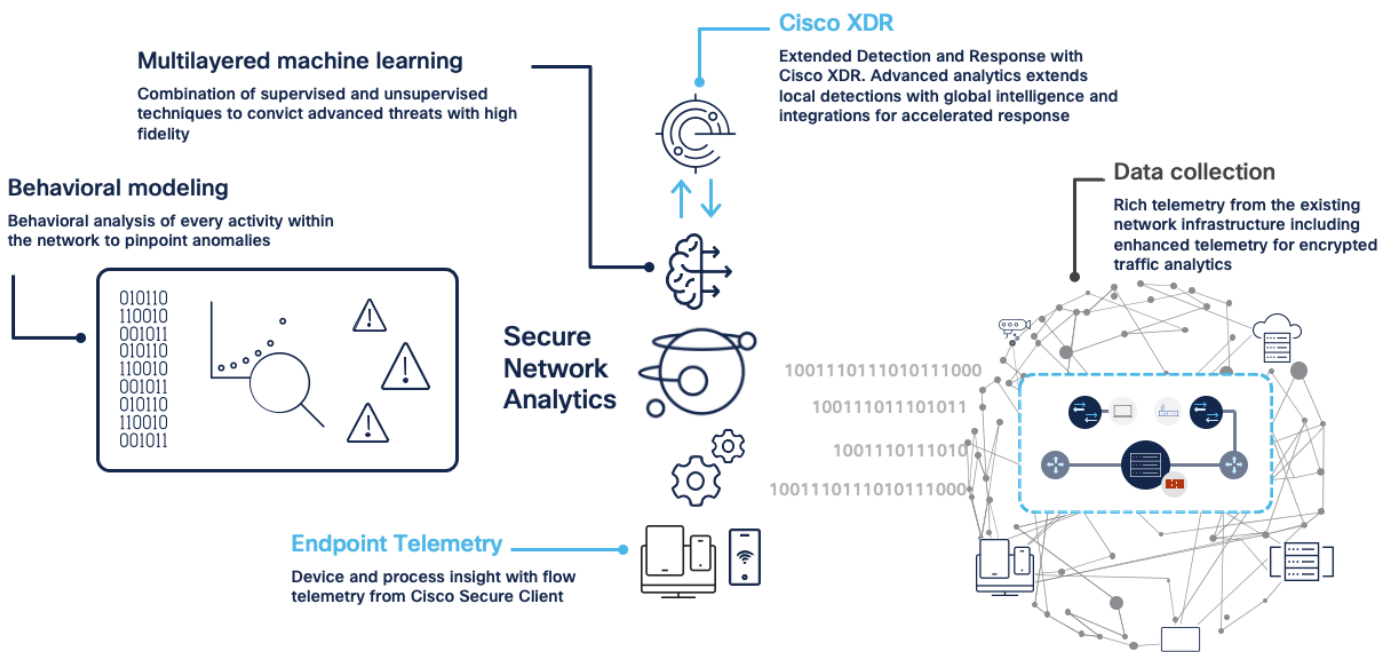 Cisco XDR
Extended Detection and Response with
Cisco XDR. Advanced analytics extends
local detections with global intelligence and
integrations for accelerated response
Multilayered machine learning
Combination of supervised and unsupervised
techniques to convict advanced threats with high
fidelity
Behavioral modeling
Behavioral analysis of every activity within
the network to pinpoint anomalies
010110
110010
001011
010110
110010
001011
010110
110010
001011
Secure
Network
Analytics
Data collection
Rich telemetry from the existing
network infrastructure including
enhanced telemetry for encrypted
traffic analytics
10011101110101110000
100111011101011
1001110111010
10011101110101110000
Endpoint Telemetry
Device and process insight with flow
telemetry from Cisco Secure Client